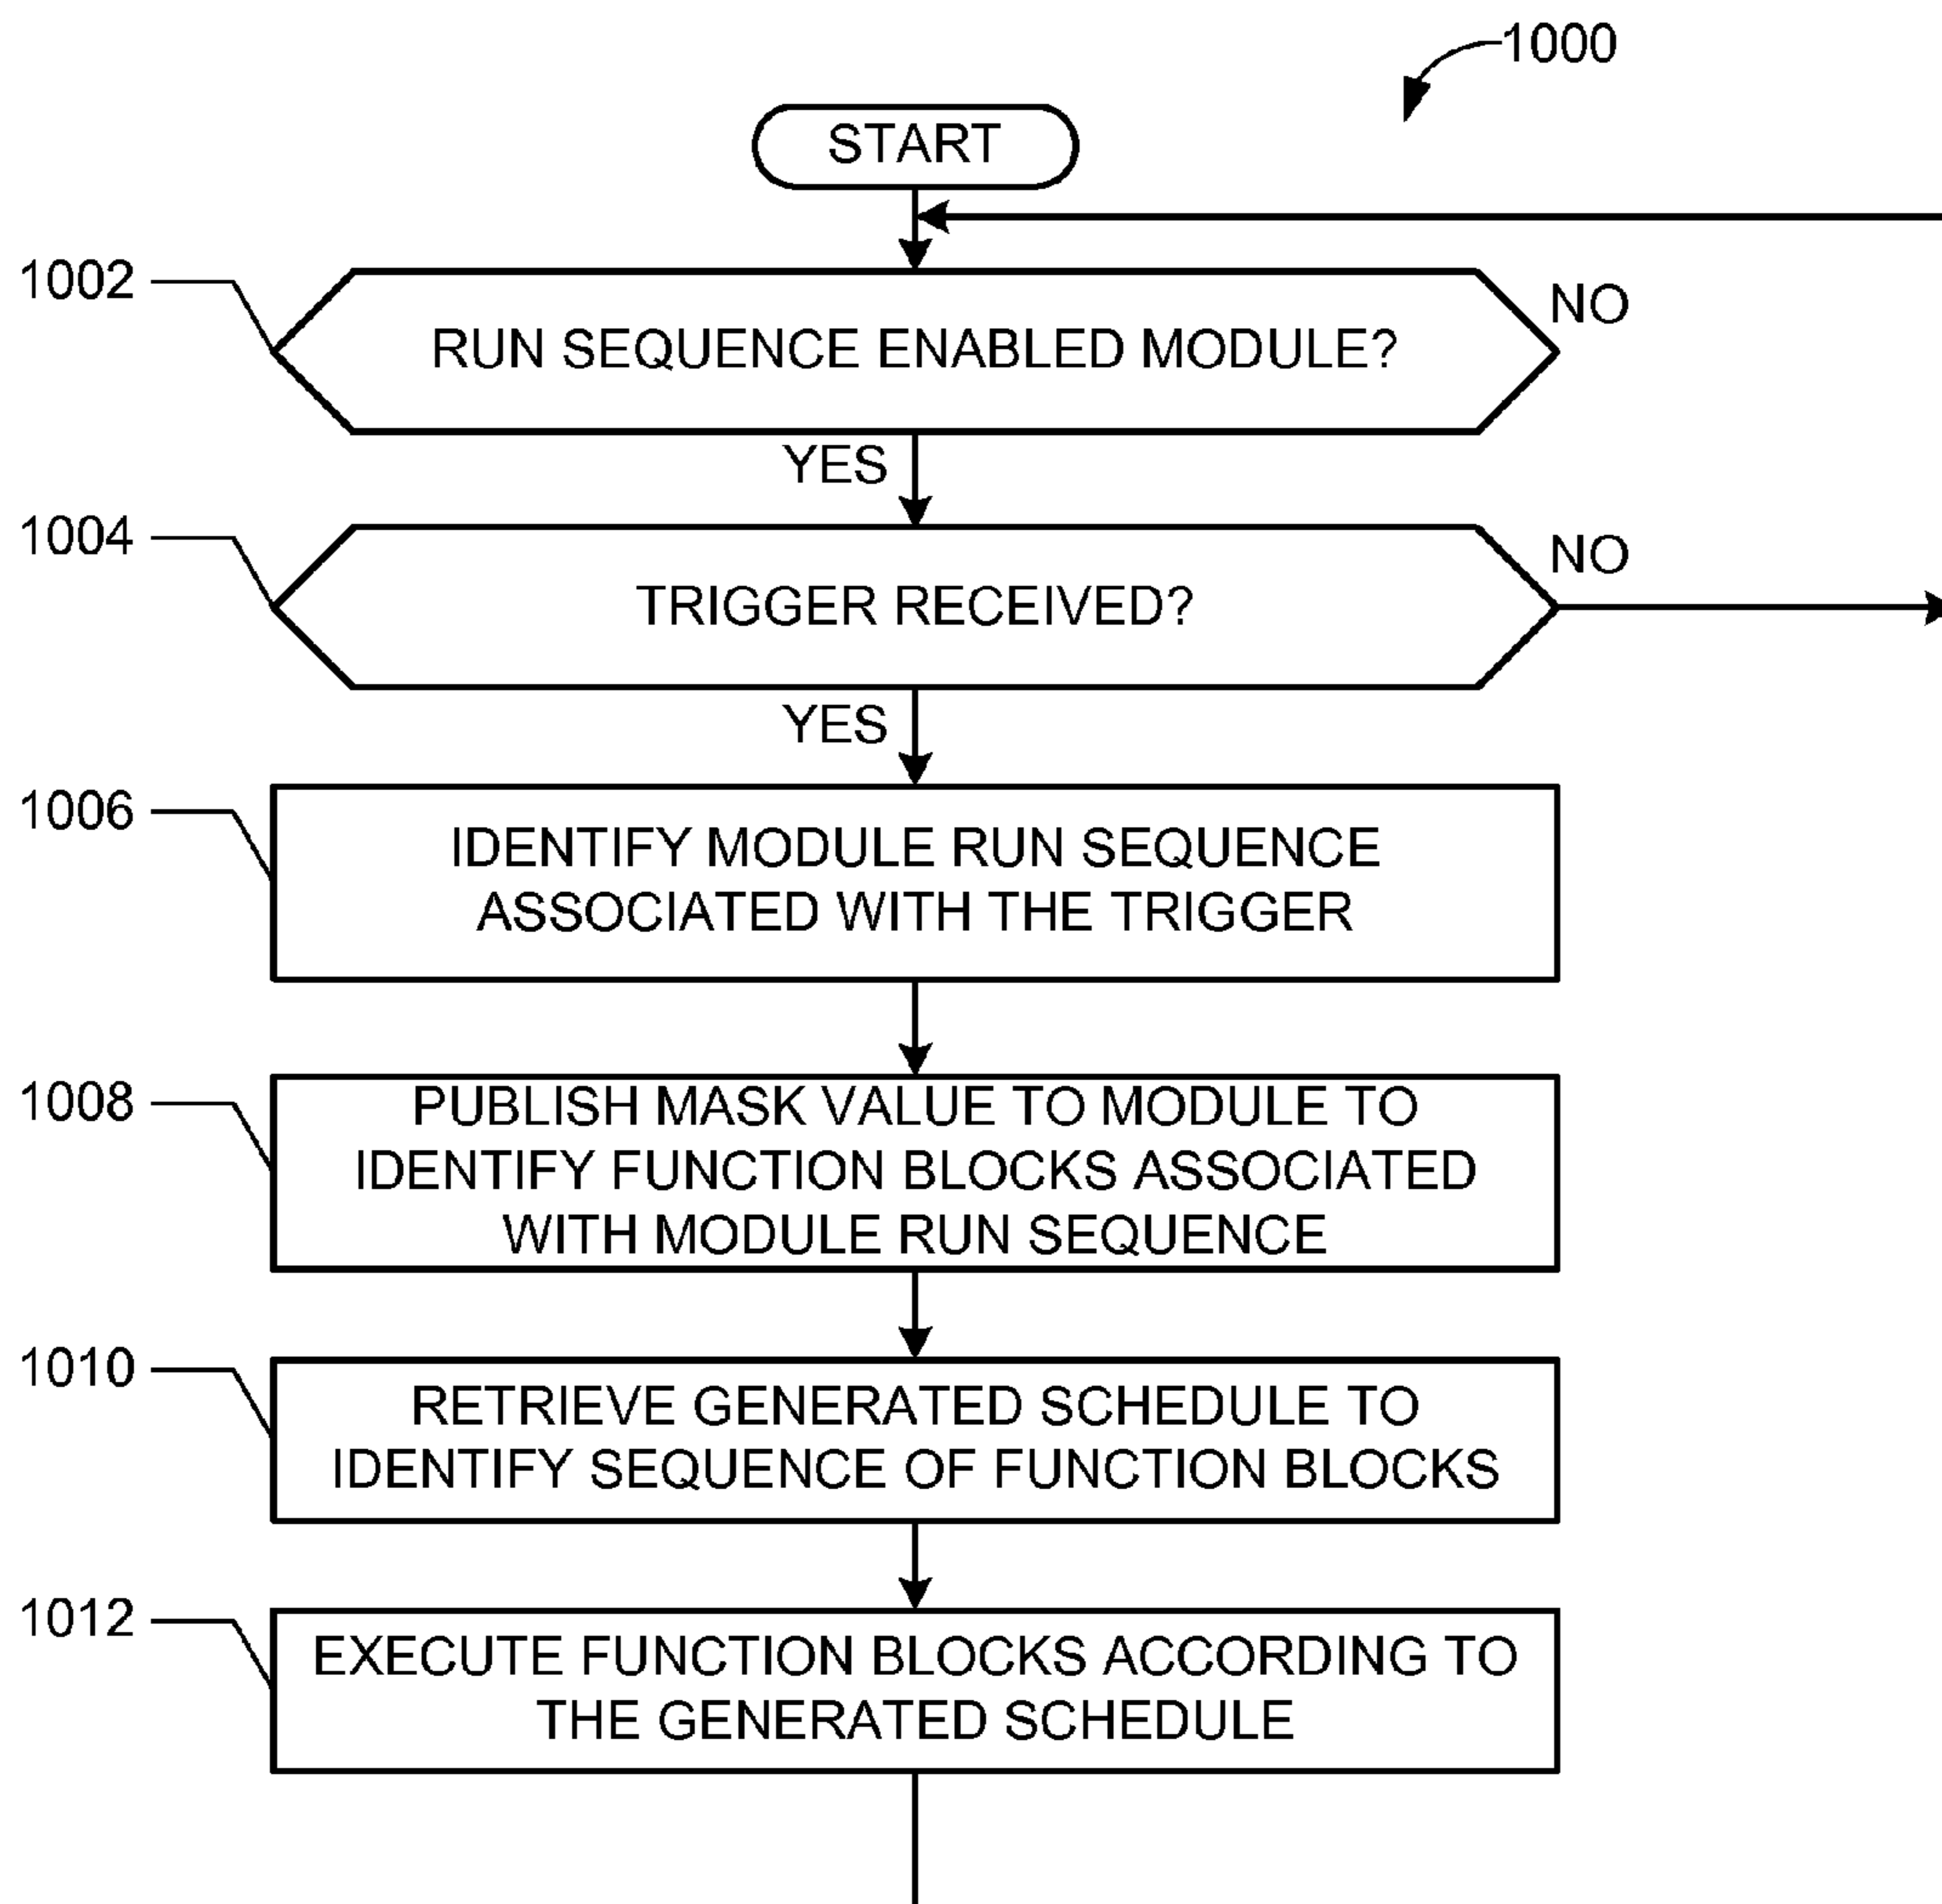 1000
START
1002
RUN SEQUENCE ENABLED MODULE?
NO
YES
1004
TRIGGER RECEIVED?
NO
YES
1006
IDENTIFY MODULE RUN SEQUENCE
ASSOCIATED WITH THE TRIGGER
1008
PUBLISH MASK VALUE TO MODULE TO
IDENTIFY FUNCTION BLOCKS ASSOCIATED
WITH MODULE RUN SEQUENCE
1010
RETRIEVE GENERATED SCHEDULE TO
IDENTIFY SEQUENCE OF FUNCTION BLOCKS
1012
EXECUTE FUNCTION BLOCKS ACCORDING TO
THE GENERATED SCHEDULE